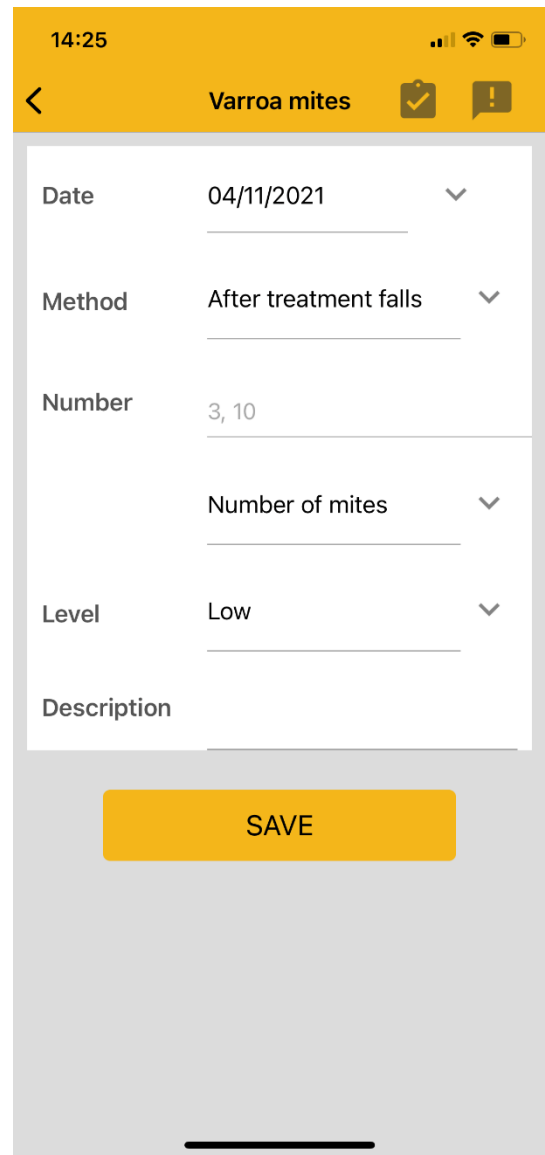 14:25
Varroa mites
Date 04/11/2021
Method After treatment falls
Number 3, 10
Number of mites
Level Low
Description
SAVE